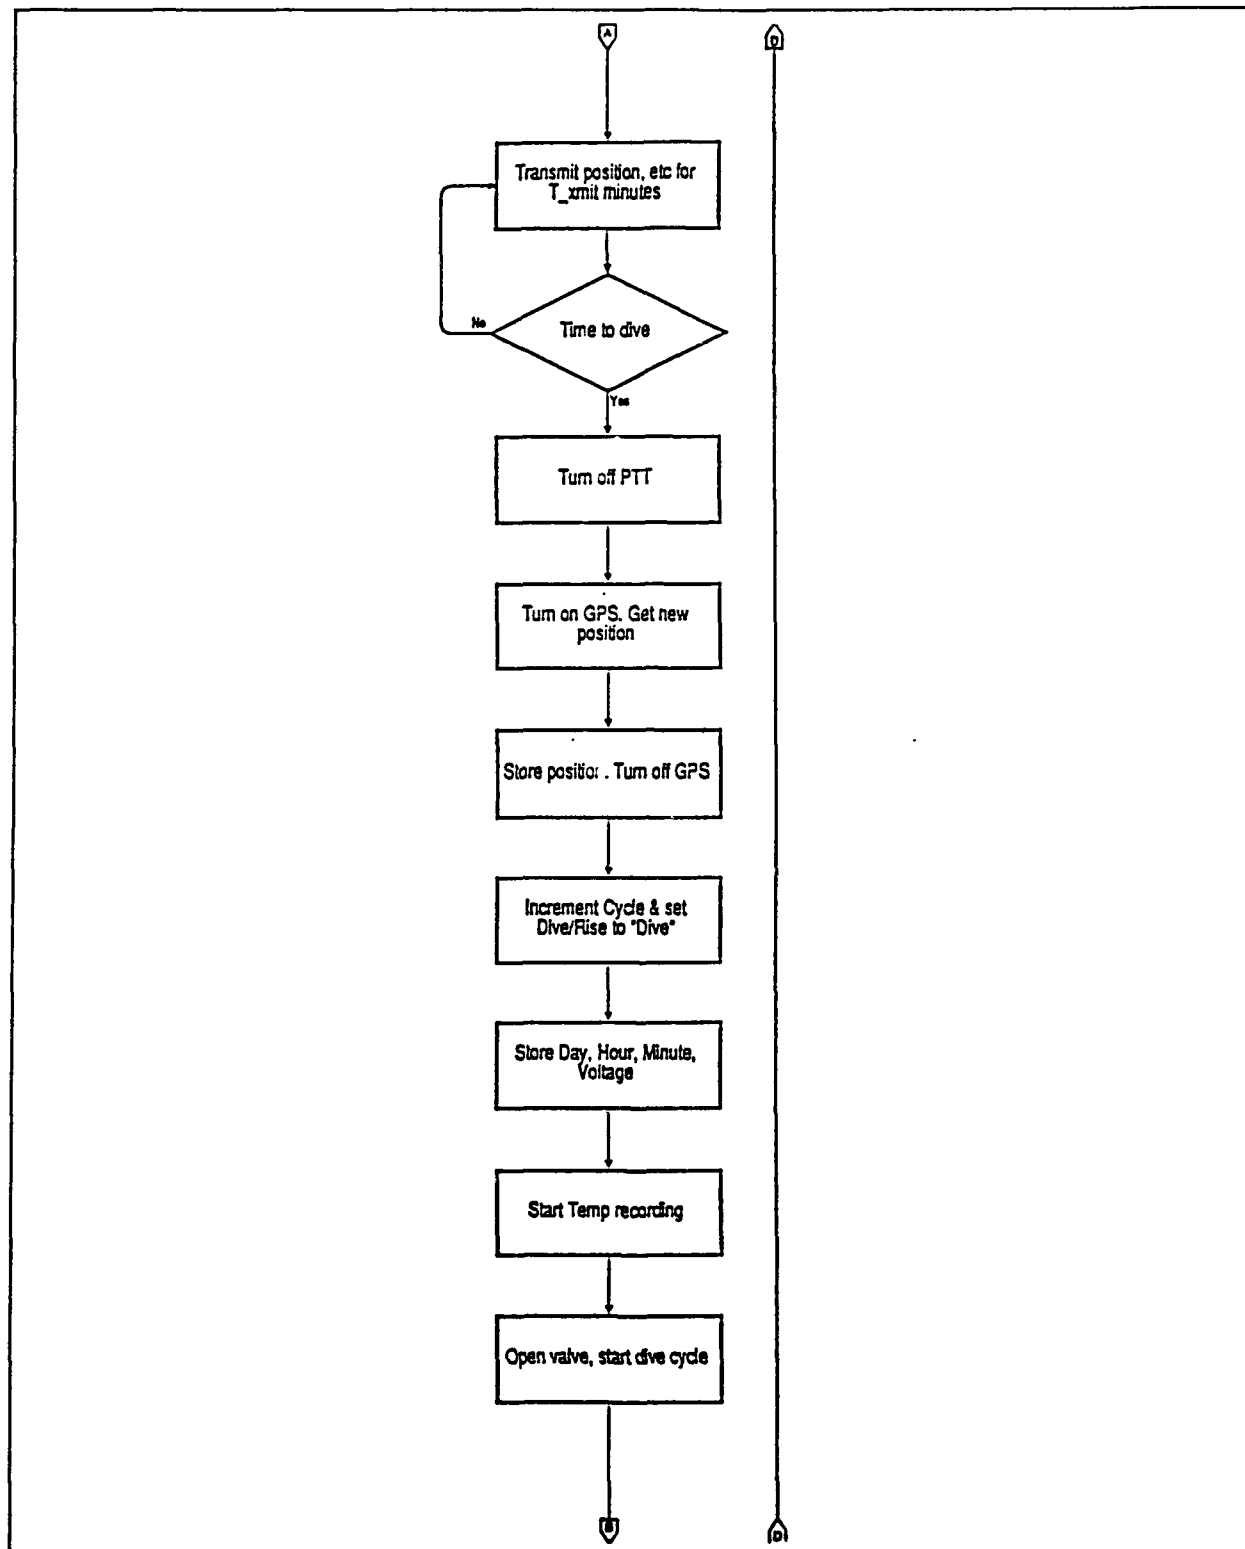 A
D
Transmit position, etc for
T_xmit minutes
No
Time to dive
Yes
Turn off PTT
Turn on GPS. Get new
position
Store position. Turn off GPS
Increment Cycle & set
Dive/Rise to "Dive"
Store Day, Hour, Minute,
Voltage
Start Temp recording
Open valve, start dive cycle
B
D